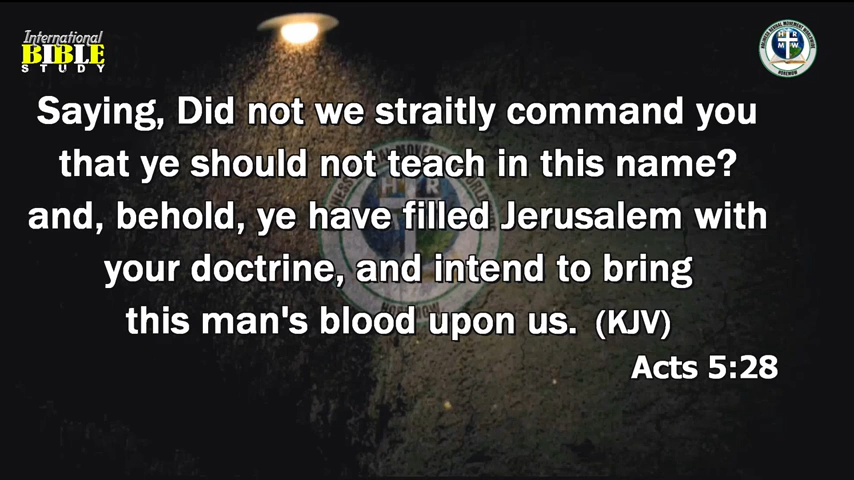 International
BIBLE
STUDY
H R
M W
HOREMOW
Saying, Did not we straitly command you
that ye should not teach in this name?
and, behold, ye have filled Jerusalem with
your doctrine, and intend to bring
this man's blood upon us. (KJV)
Acts 5:28